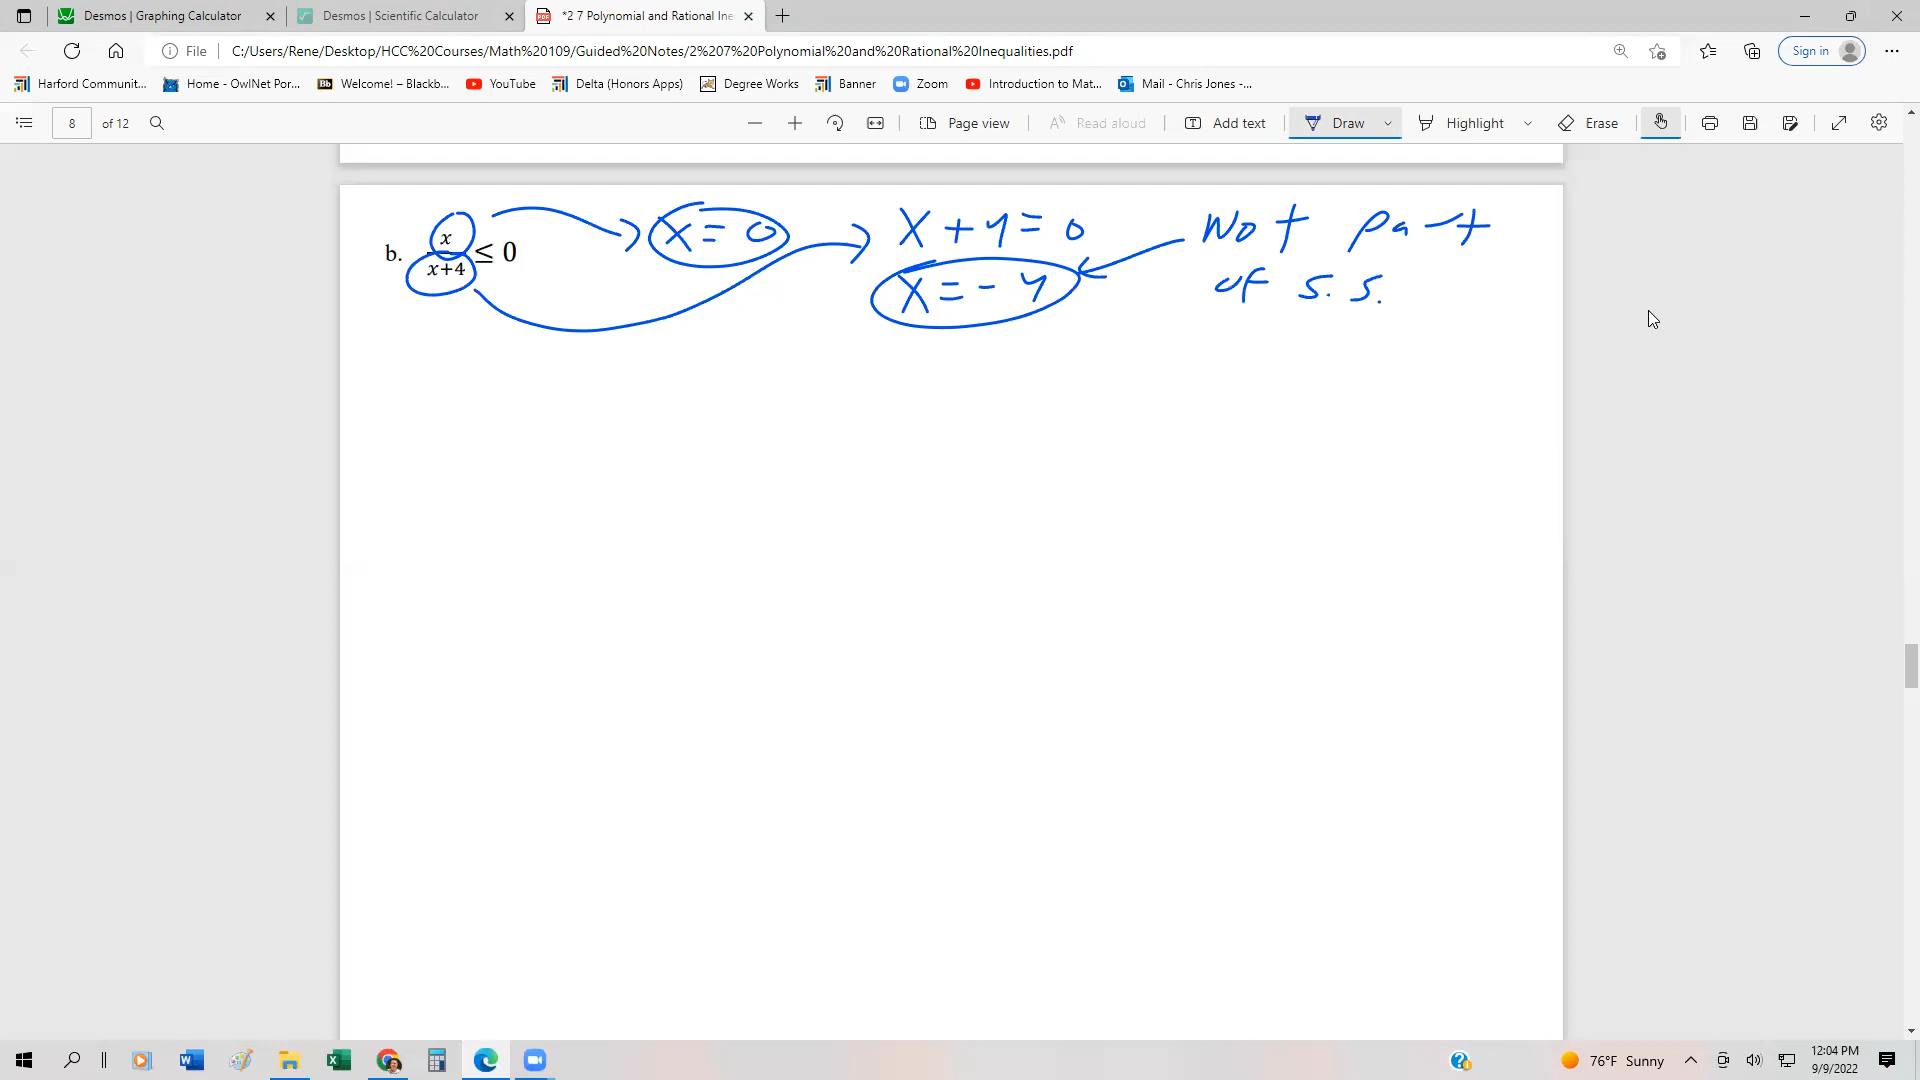 Desmos | Graphing Calculator
Desmos | Scientific Calculator
*2 7 Polynomial and Rational Ine
File
C:/Users/Rene/Desktop/HCC%20Courses/Math%20109/Guided%20Notes/2%207%20Polynomial%20and%20Rational%20Inequalities.pdf
Sign in
Harford Communit...
Home - OwlNet Por...
Bb Welcome! – Blackb...
YouTube
Delta (Honors Apps)
Degree Works
Banner
Zoom
Introduction to Mat...
Mail - Chris Jones -...
8 of 12
Page view
Read aloud
Add text
Draw
Highlight
Erase
b. x/x+4 ≤ 0
x = 0
x + 4 = 0
x = - 4
Not part
of s.s.
76°F Sunny
12:04 PM
9/9/2022